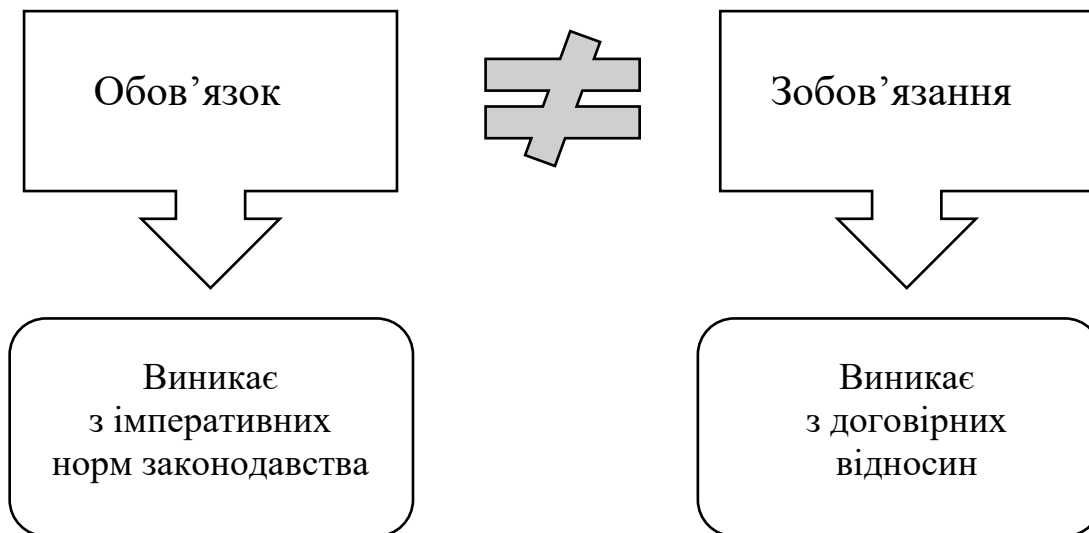 Обов’язок
≠
Зобов’язання
Виникає
з імперативних
норм законодавства
Виникає
з договірних
відносин